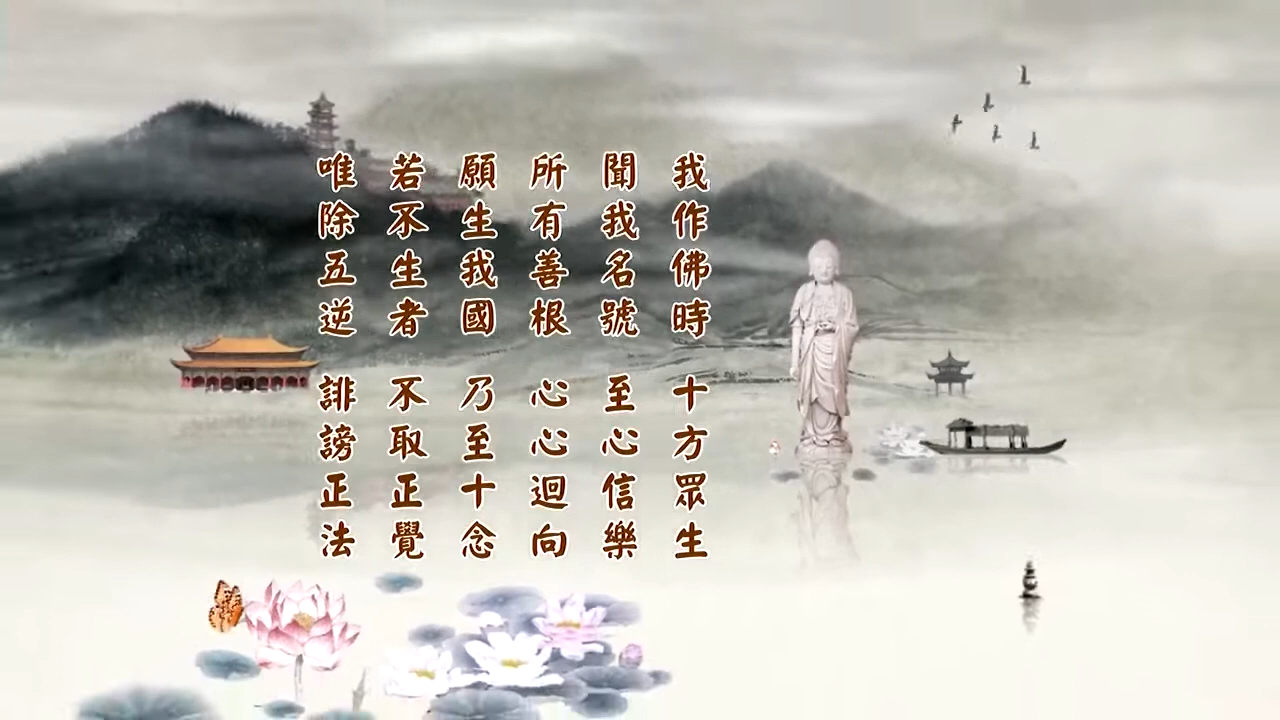 我作佛時 十方眾生
聞我名號 至心信樂
所有善根 心心迴向
願生我國 乃至十念
若不生者 不取正覺
唯除五逆 誹謗正法